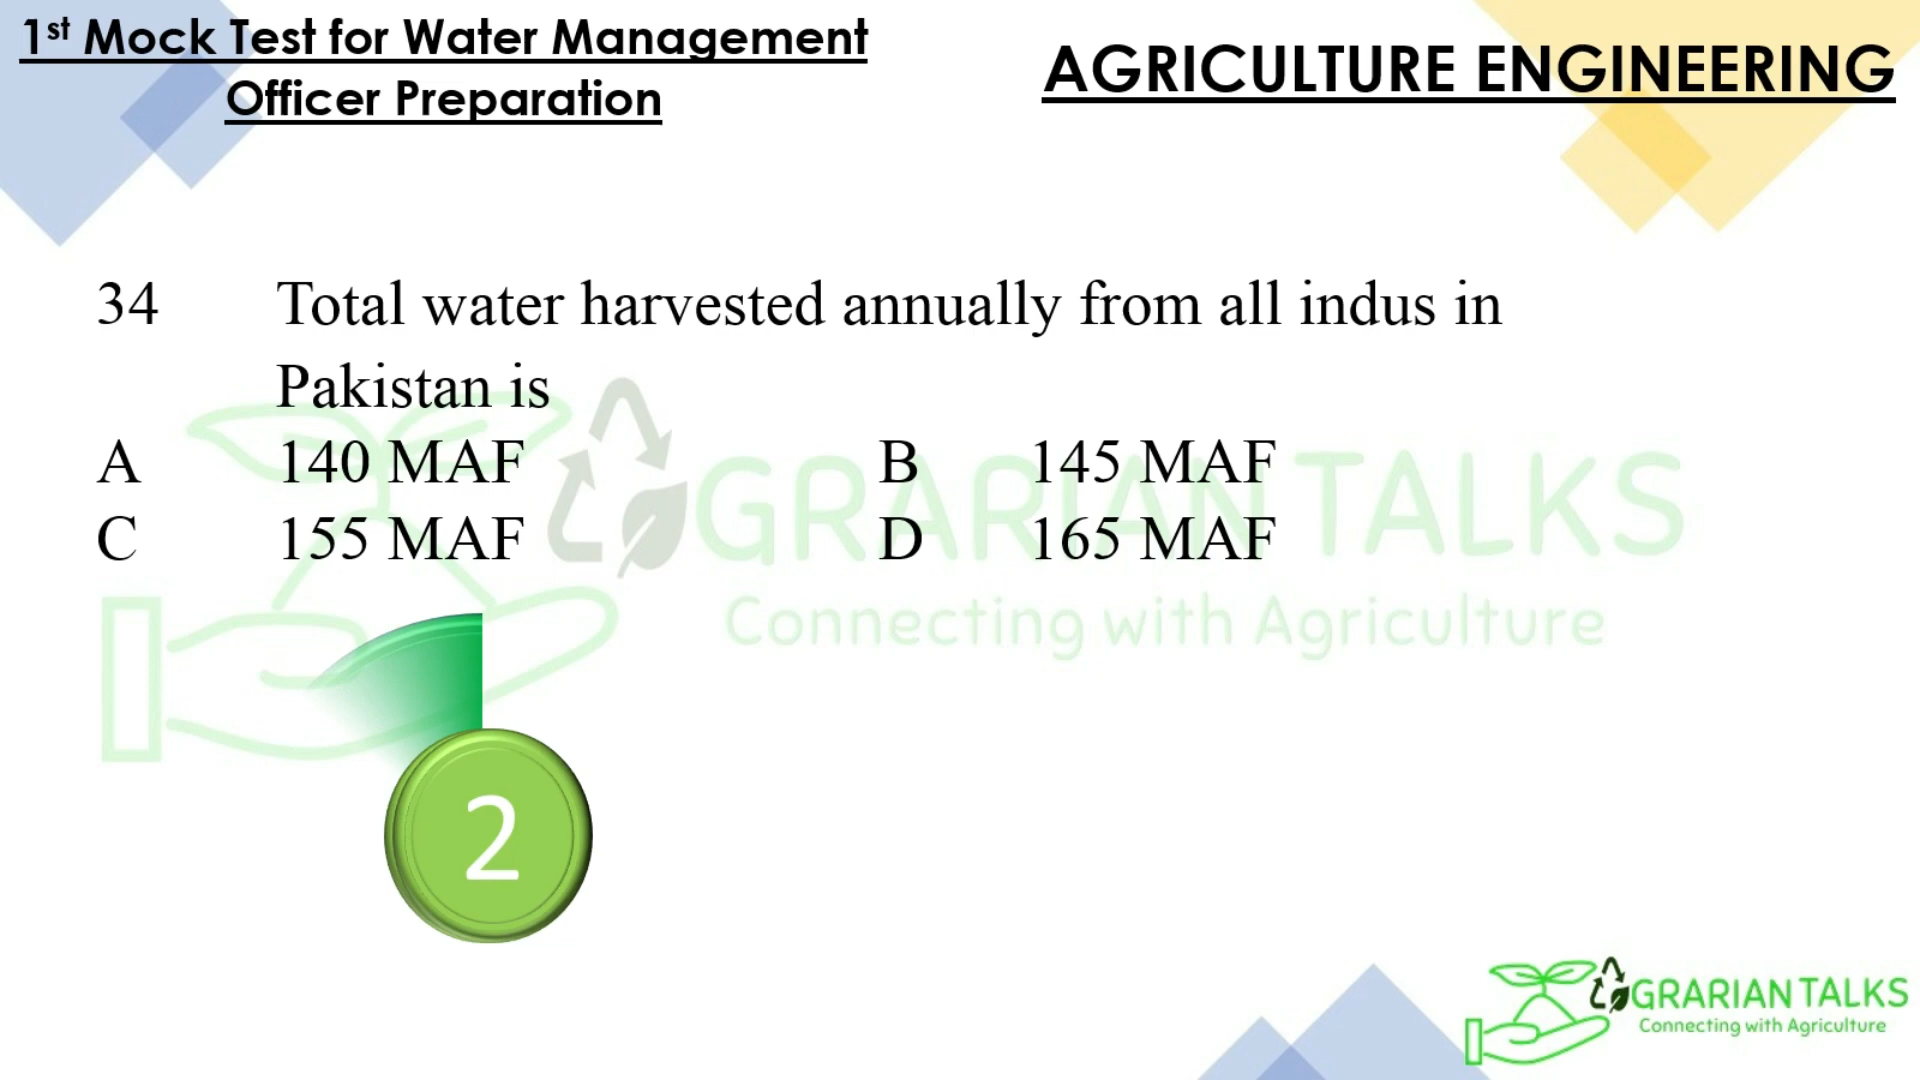 1st Mock Test for Water Management
Officer Preparation
AGRICULTURE ENGINEERING
34 Total water harvested annually from all indus in
Pakistan is
A 140 MAF B 145 MAF
C 155 MAF D 165 MAF
GRARIAN TALKS
Connecting with Agriculture
2
GRARIAN TALKS
Connecting with Agriculture